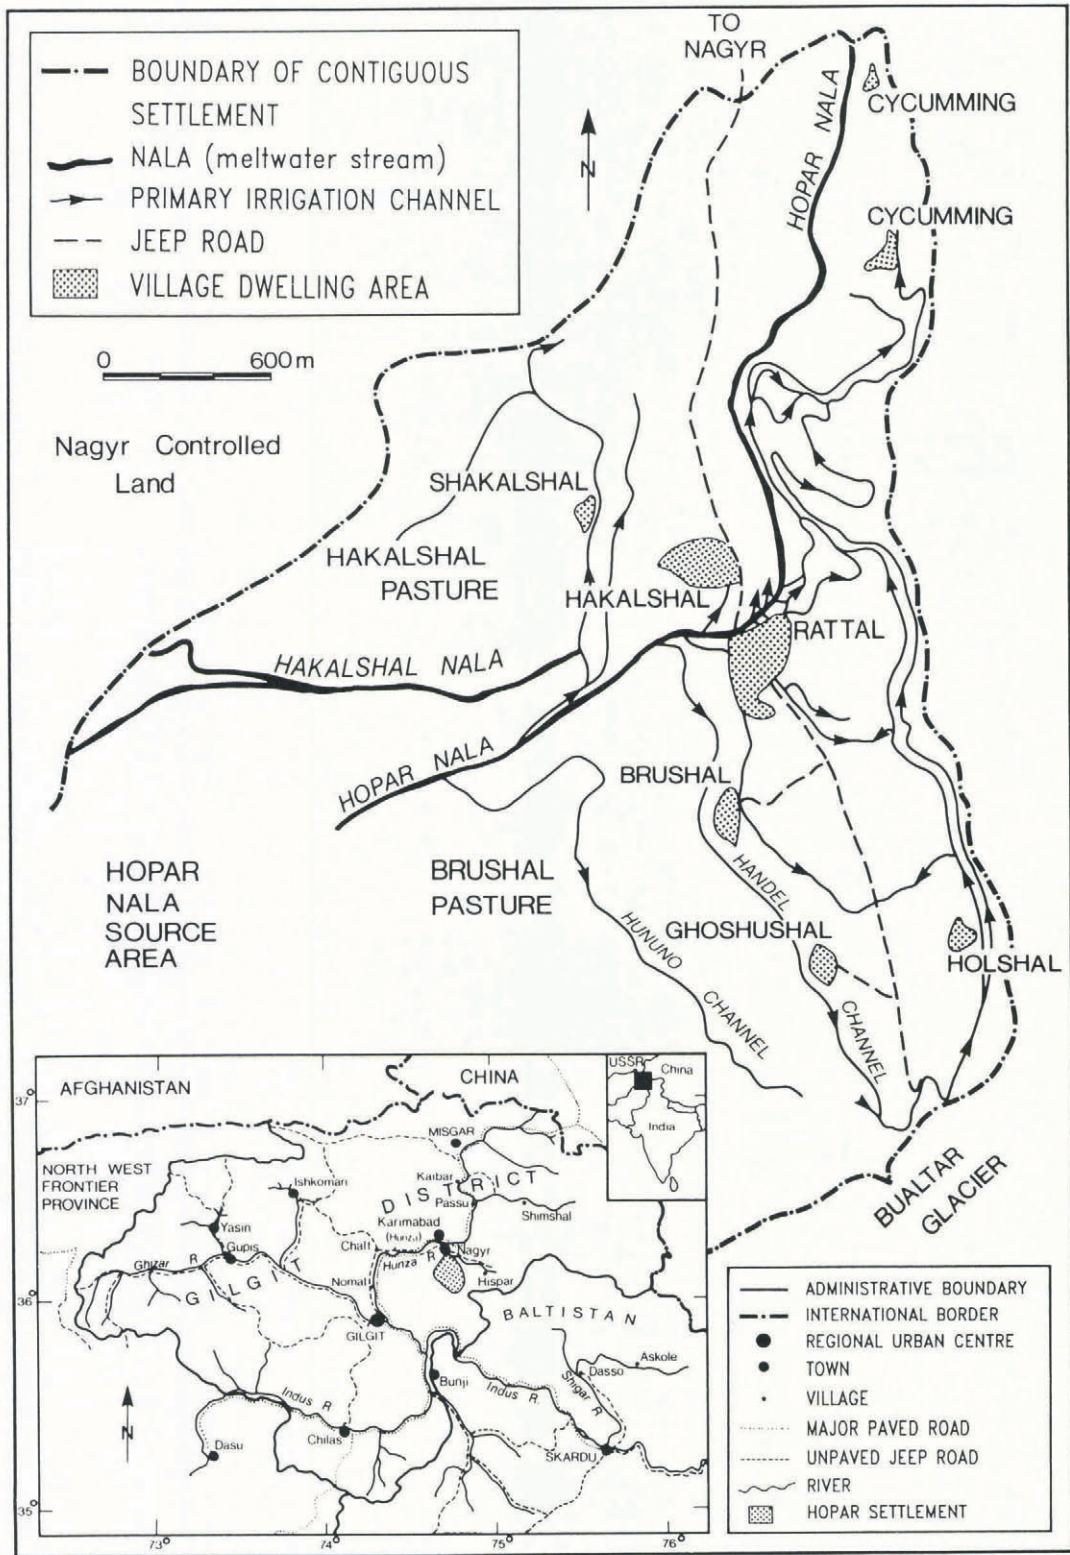 BOUNDARY OF CONTIGUOUS
SETTLEMENT
NALA (meltwater stream)
PRIMARY IRRIGATION CHANNEL
JEEP ROAD
VILLAGE DWELLING AREA
0 600m
N
TO
NAGYR
HOPAR NALA
CYCUMMING
CYCUMMING
Nagyr Controlled
Land
SHAKALSHAL
HAKALSHAL
PASTURE
HAKALSHAL
RATTAL
HAKALSHAL NALA
HOPAR NALA
BRUSHAL
HOPAR
NALA
SOURCE
AREA
BRUSHAL
PASTURE
HANDEL
CHANNEL
HUNUNO
CHANNEL
GHOSHUSHAL
HOLSHAL
BUALTAR
GLACIER
AFGHANISTAN
CHINA
USSR
China
India
37°
36°
35°
73°
74°
75°
76°
NORTH WEST
FRONTIER
PROVINCE
MISGAR
Ishkoman
DISTRICT
Kaibar
Passu
Shimshal
Karimabad
(Hunza)
Yasin
Gupis
Chalt
Hunza R
Nagyr
Ghizar R
GILGIT
Nomal
Hispar
BALTISTAN
GILGIT
Askole
Dasso
Bunji
Indus R.
Shigar R
Indus R
N
Chilas
Dasu
SKARDU
ADMINISTRATIVE BOUNDARY
INTERNATIONAL BORDER
REGIONAL URBAN CENTRE
TOWN
VILLAGE
MAJOR PAVED ROAD
UNPAVED JEEP ROAD
RIVER
HOPAR SETTLEMENT